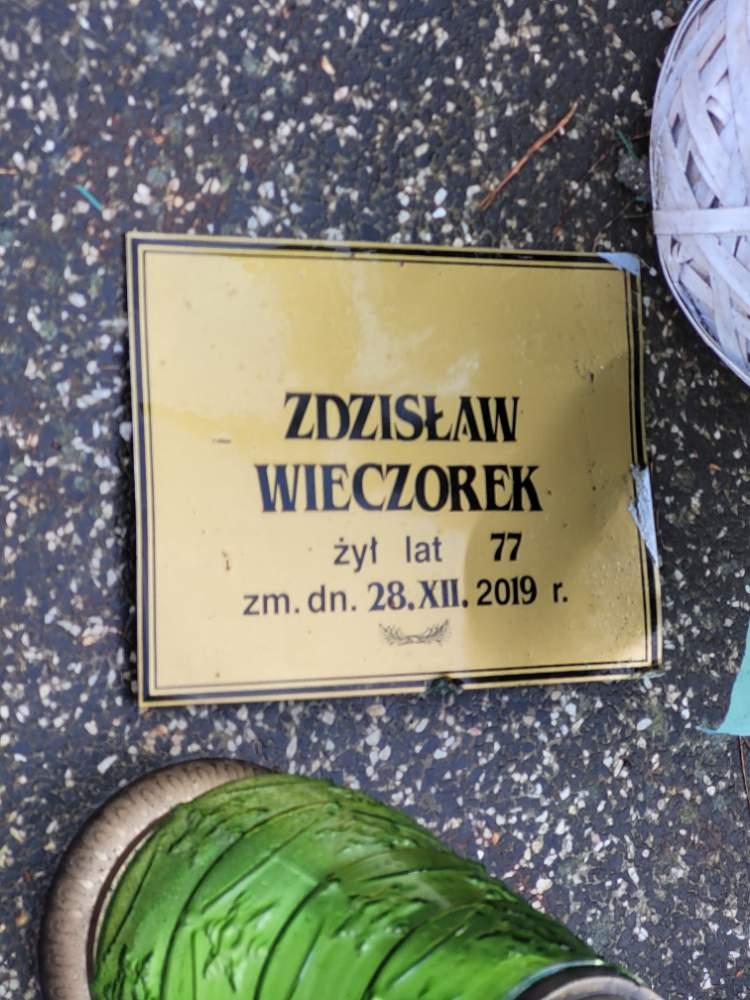 ZDZISŁAW
WIECZOREK
żył lat 77
zm. dn. 28.XII.2019 r.